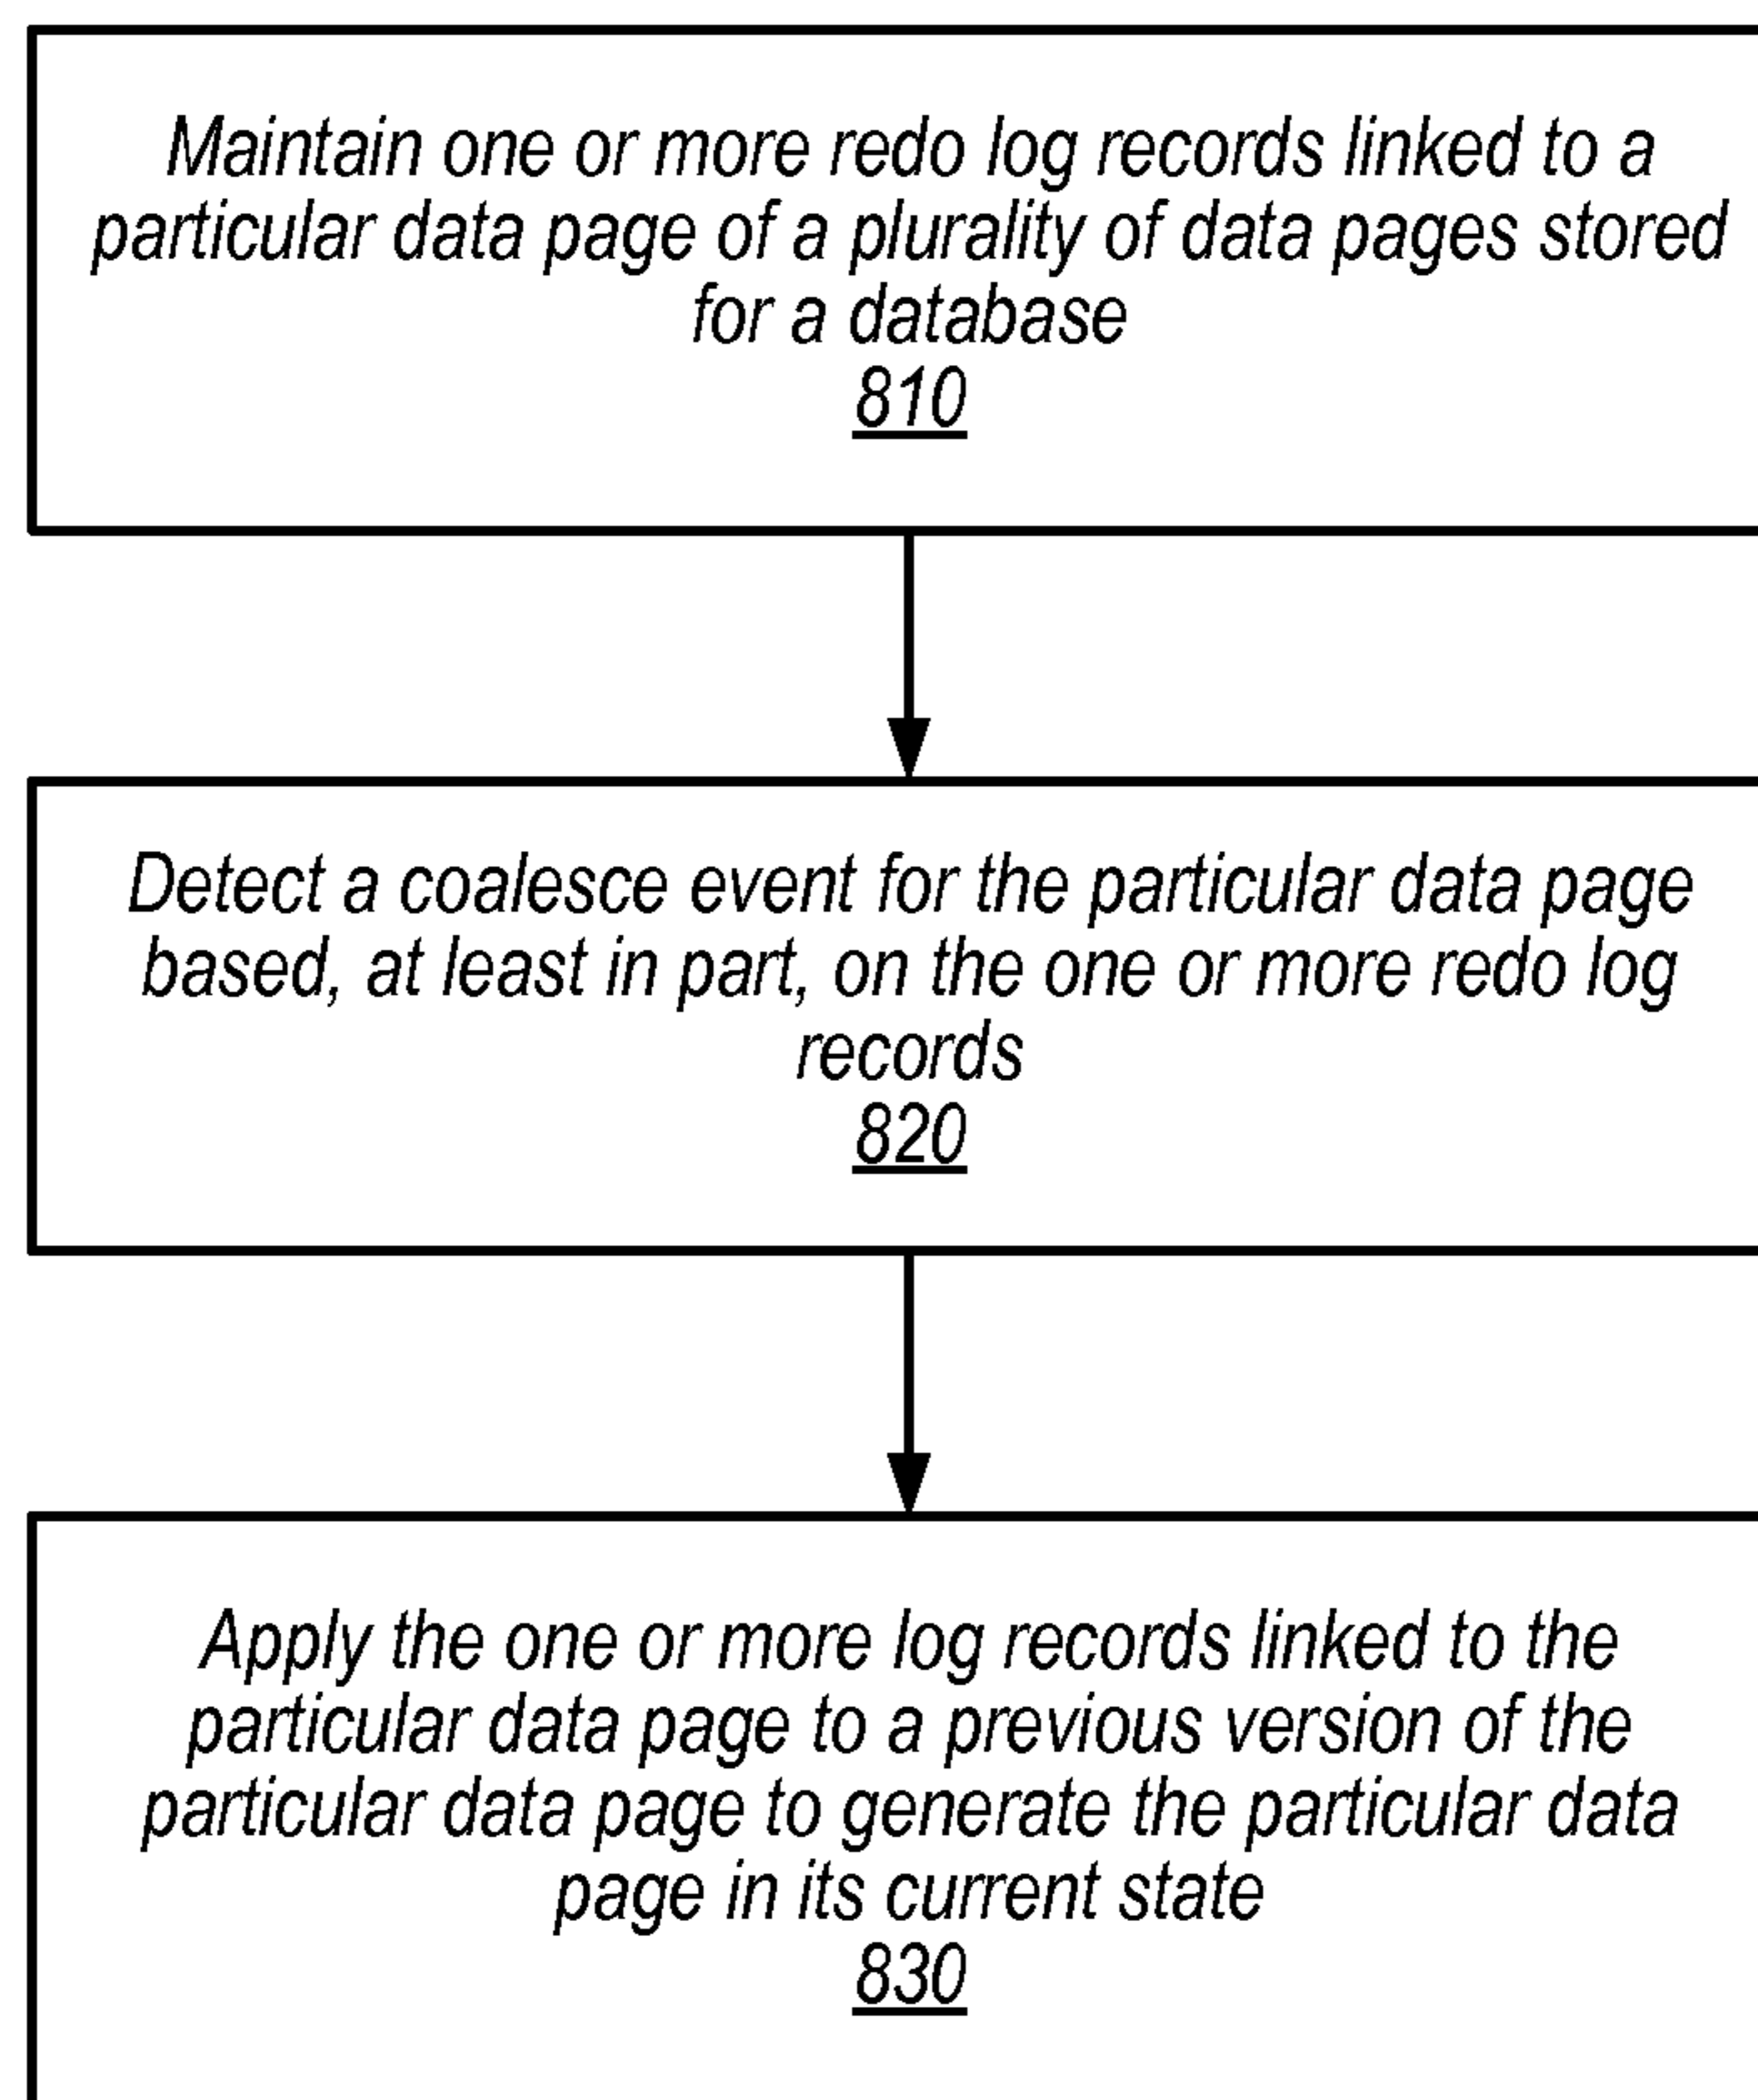 Maintain one or more redo log records linked to a
particular data page of a plurality of data pages stored
for a database
810
Detect a coalesce event for the particular data page
based, at least in part, on the one or more redo log
records
820
Apply the one or more log records linked to the
particular data page to a previous version of the
particular data page to generate the particular data
page in its current state
830